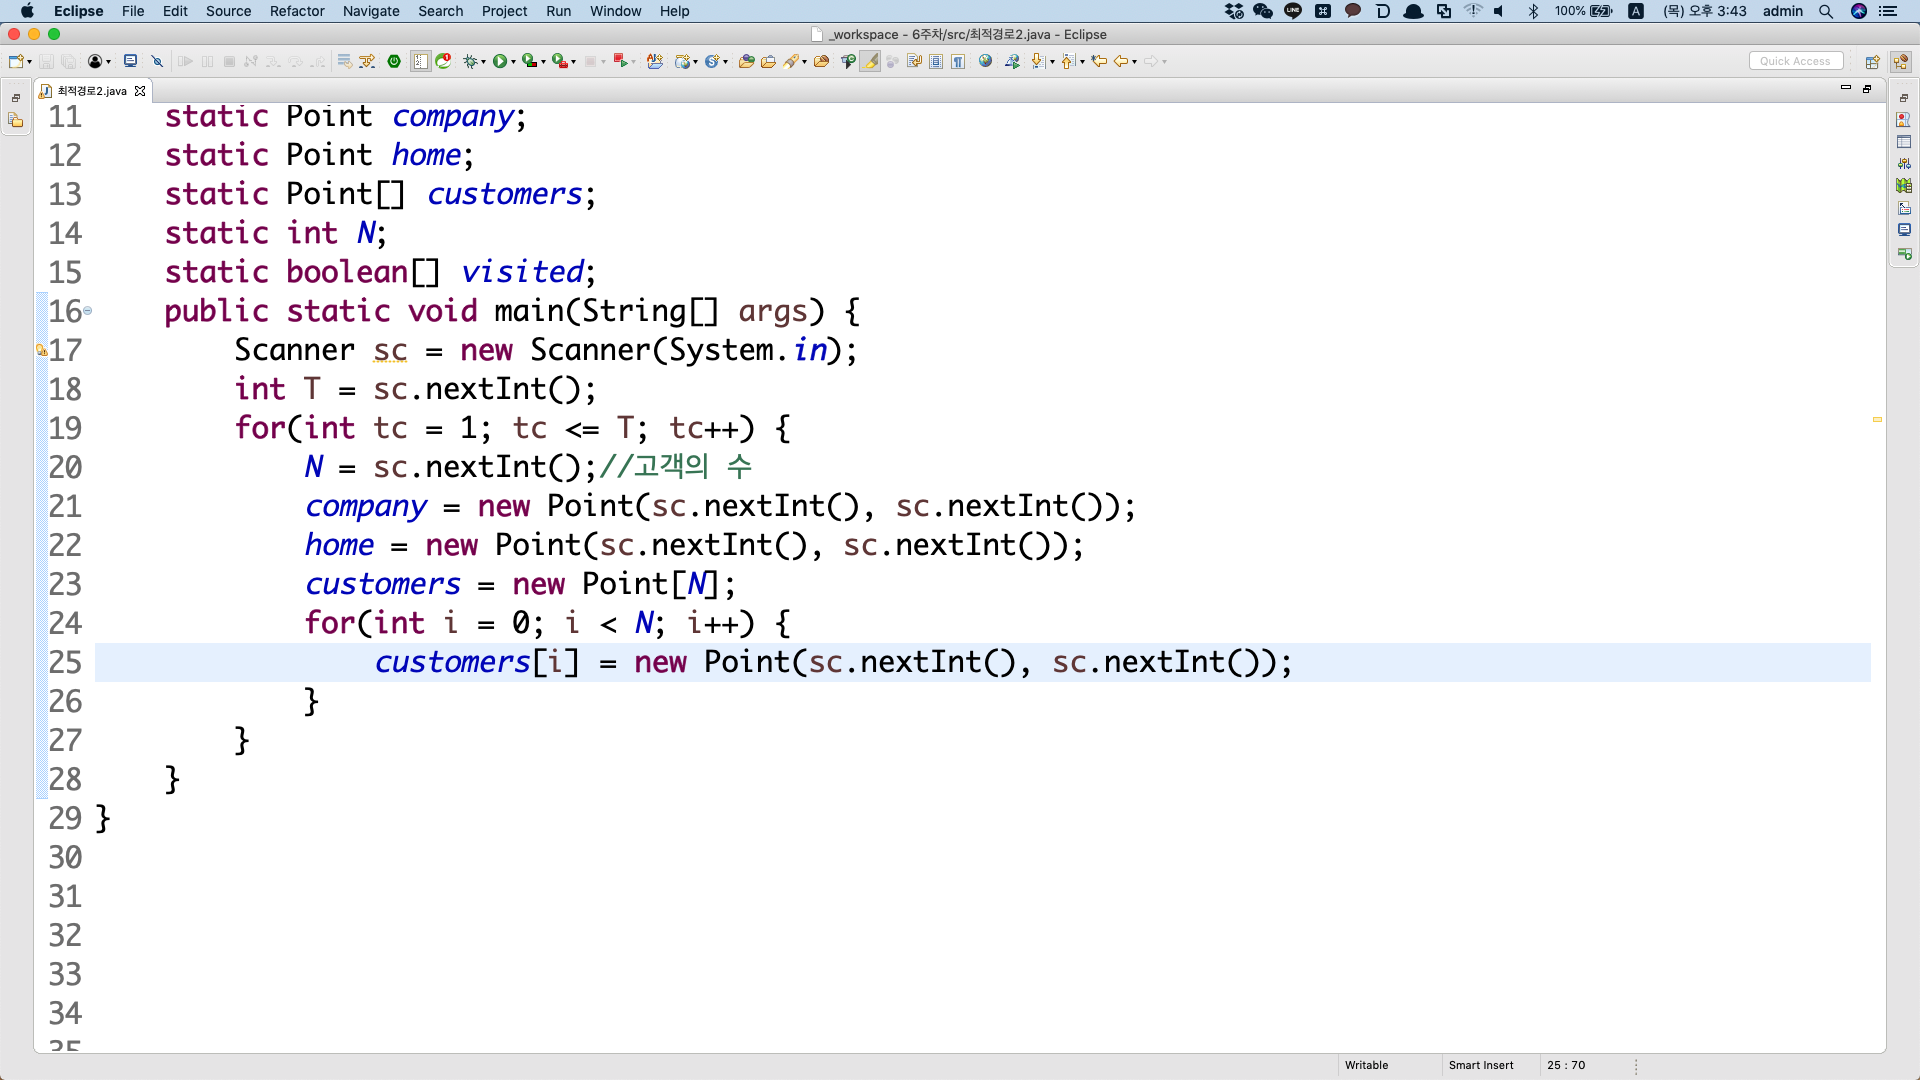 Eclipse File Edit Source Refactor Navigate Search Project Run Window Help 100% A (목) 오후 3:43 admin
_workspace - 6주차/src/최적경로2.java - Eclipse
Quick Access
최적경로2.java
11 static Point company;
12 static Point home;
13 static Point[] customers;
14 static int N;
15 static boolean[] visited;
16 public static void main(String[] args) {
17 Scanner sc = new Scanner(System.in);
18 int T = sc.nextInt();
19 for(int tc = 1; tc <= T; tc++) {
20 N = sc.nextInt();//고객의 수
21 company = new Point(sc.nextInt(), sc.nextInt());
22 home = new Point(sc.nextInt(), sc.nextInt());
23 customers = new Point[N];
24 for(int i = 0; i < N; i++) {
25 customers[i] = new Point(sc.nextInt(), sc.nextInt());
26 }
27 }
28 }
29 }
30
31
32
33
34
35
Writable Smart Insert 25 : 70